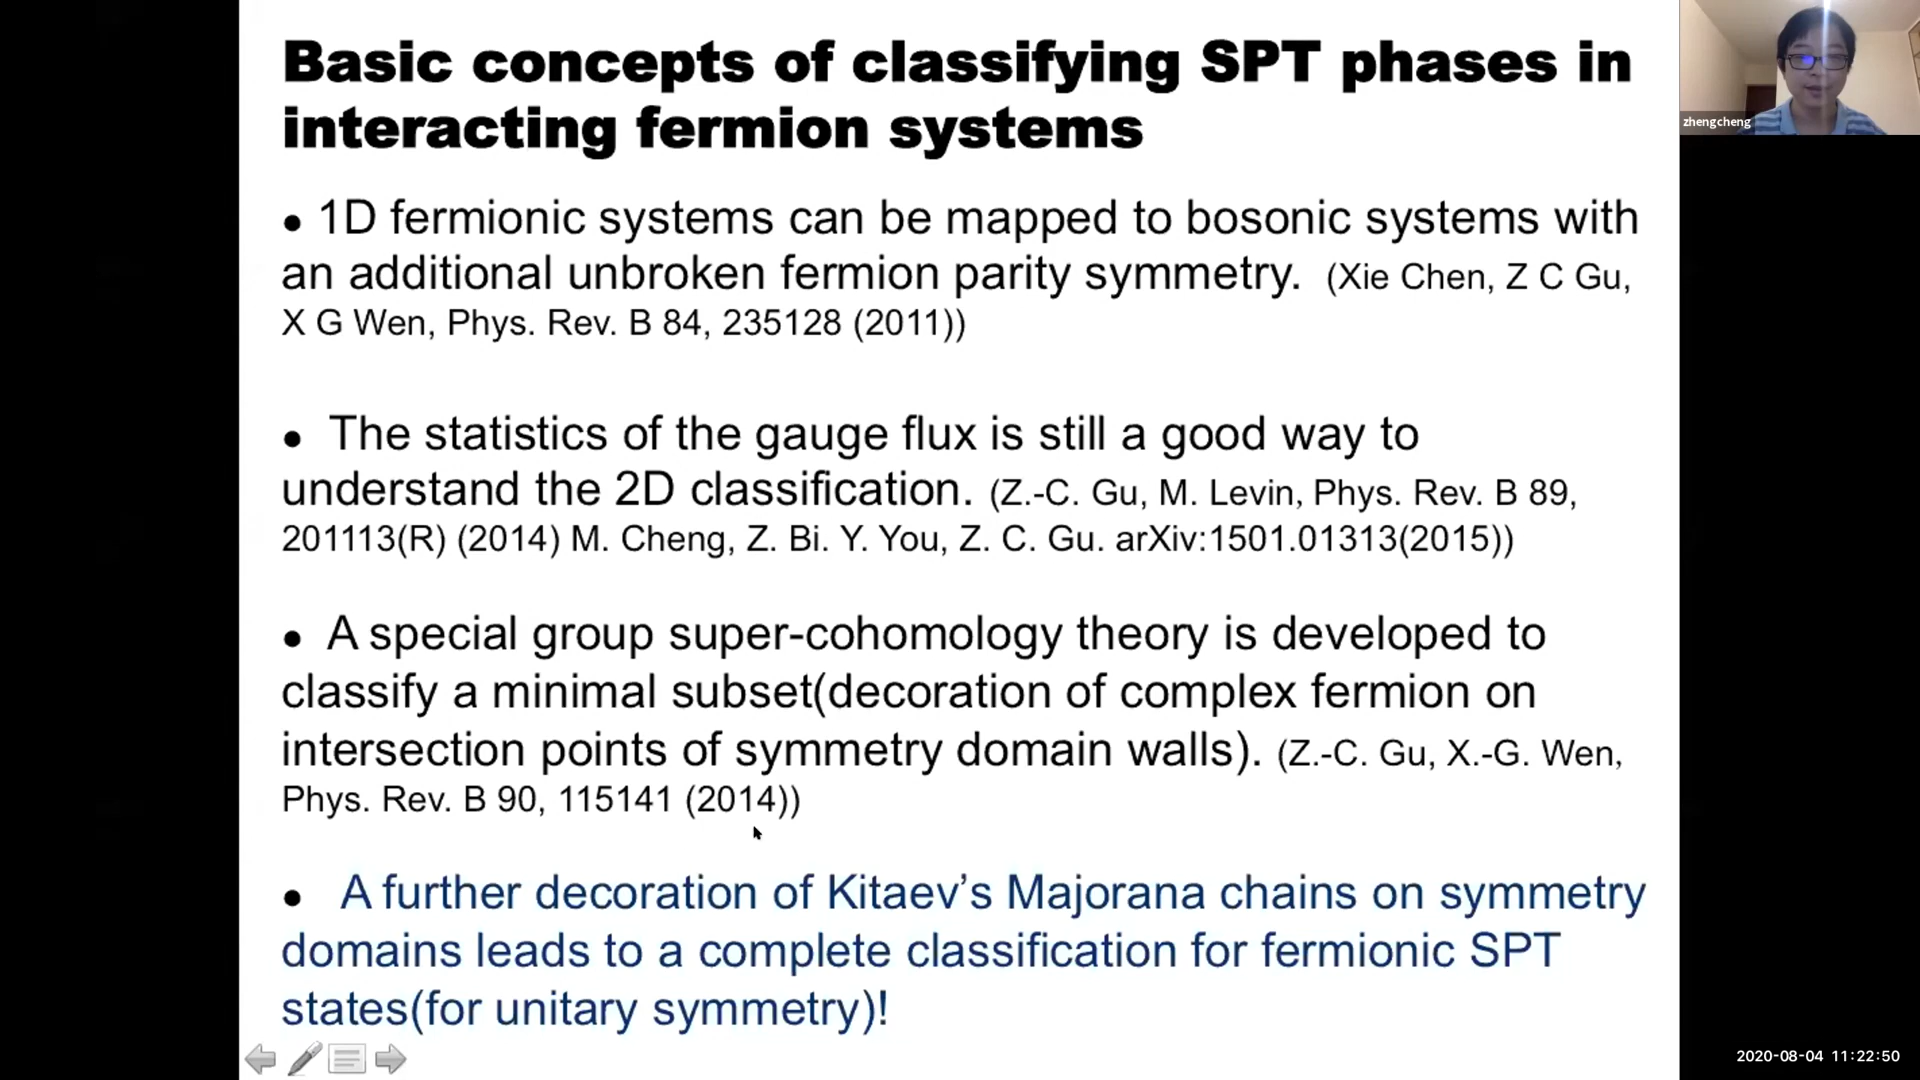 Basic concepts of classifying SPT phases in
interacting fermion systems
● 1D fermionic systems can be mapped to bosonic systems with
an additional unbroken fermion parity symmetry. (Xie Chen, Z C Gu,
X G Wen, Phys. Rev. B 84, 235128 (2011))
● The statistics of the gauge flux is still a good way to
understand the 2D classification. (Z.-C. Gu, M. Levin, Phys. Rev. B 89,
201113(R) (2014) M. Cheng, Z. Bi. Y. You, Z. C. Gu. arXiv:1501.01313(2015))
● A special group super-cohomology theory is developed to
classify a minimal subset(decoration of complex fermion on
intersection points of symmetry domain walls). (Z.-C. Gu, X.-G. Wen,
Phys. Rev. B 90, 115141 (2014))
● A further decoration of Kitaev’s Majorana chains on symmetry
domains leads to a complete classification for fermionic SPT
states(for unitary symmetry)!
zhengcheng
2020-08-04 11:22:50